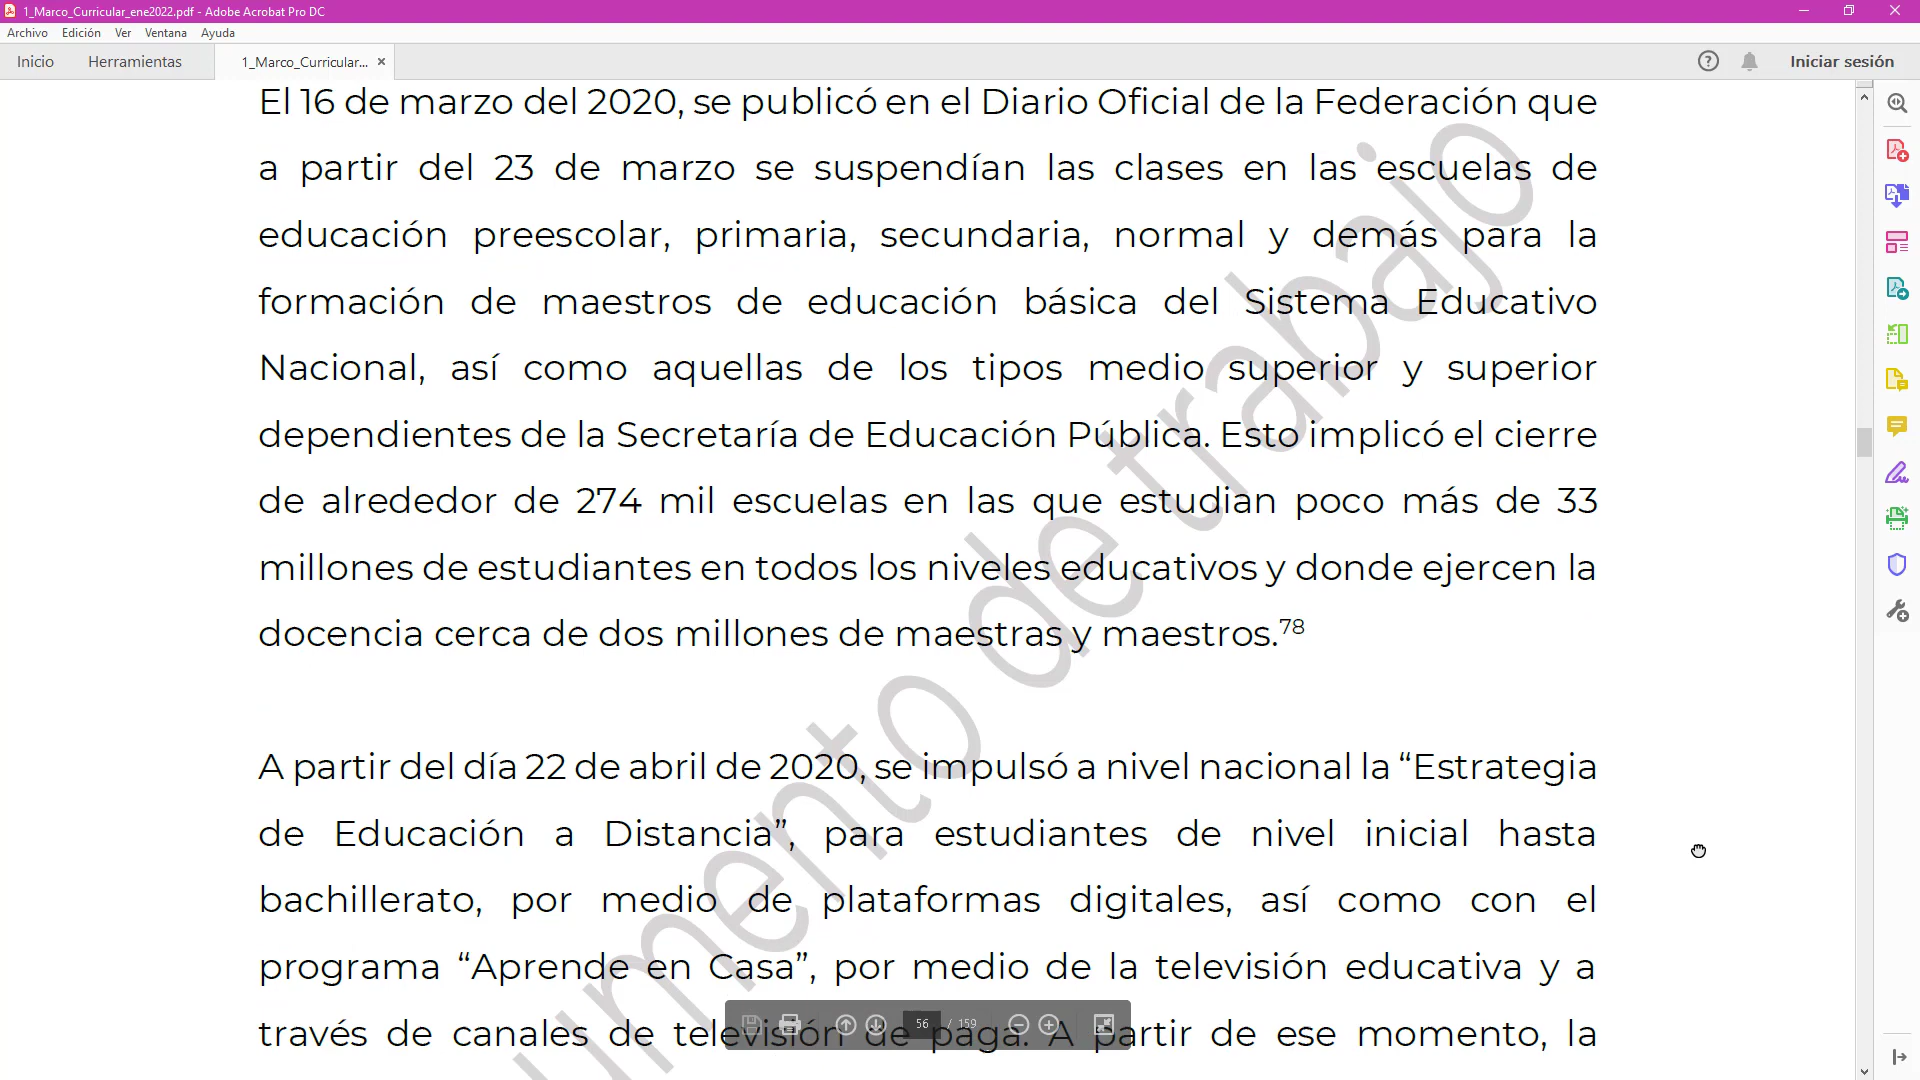 1_Marco_Curricular_ene2022.pdf - Adobe Acrobat Pro DC
Archivo Edición Ver Ventana Ayuda
Inicio Herramientas 1_Marco_Curricular... × Iniciar sesión
El 16 de marzo del 2020, se publicó en el Diario Oficial de la Federación que
a partir del 23 de marzo se suspendían las clases en las escuelas de
educación preescolar, primaria, secundaria, normal y demás para la
formación de maestros de educación básica del Sistema Educativo
Nacional, así como aquellas de los tipos medio superior y superior
dependientes de la Secretaría de Educación Pública. Esto implicó el cierre
de alrededor de 274 mil escuelas en las que estudian poco más de 33
millones de estudiantes en todos los niveles educativos y donde ejercen la
docencia cerca de dos millones de maestras y maestros.78
A partir del día 22 de abril de 2020, se impulsó a nivel nacional la “Estrategia
de Educación a Distancia”, para estudiantes de nivel inicial hasta
bachillerato, por medio de plataformas digitales, así como con el
programa “Aprende en Casa”, por medio de la televisión educativa y a
través de canales de televisión de paga. A partir de ese momento, la
56 / 159
umento de trabajo